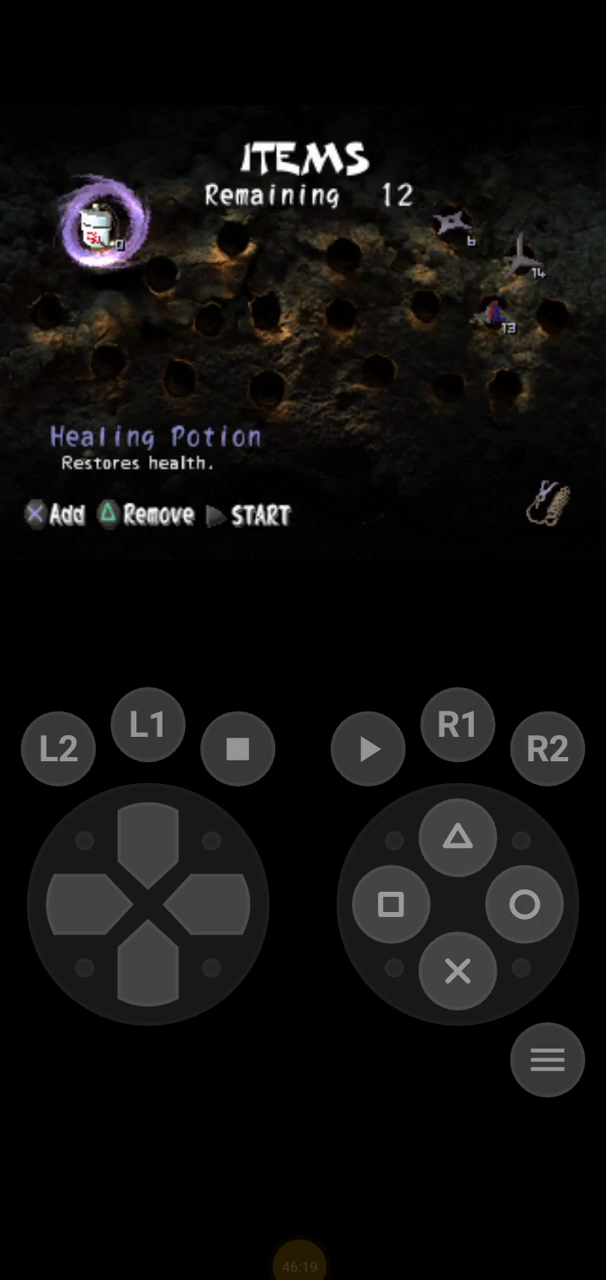 ITEMS
Remaining 12
0
6
14
13
Healing Potion
Restores health.
Add Remove START
L2 L1 R1 R2
46:19